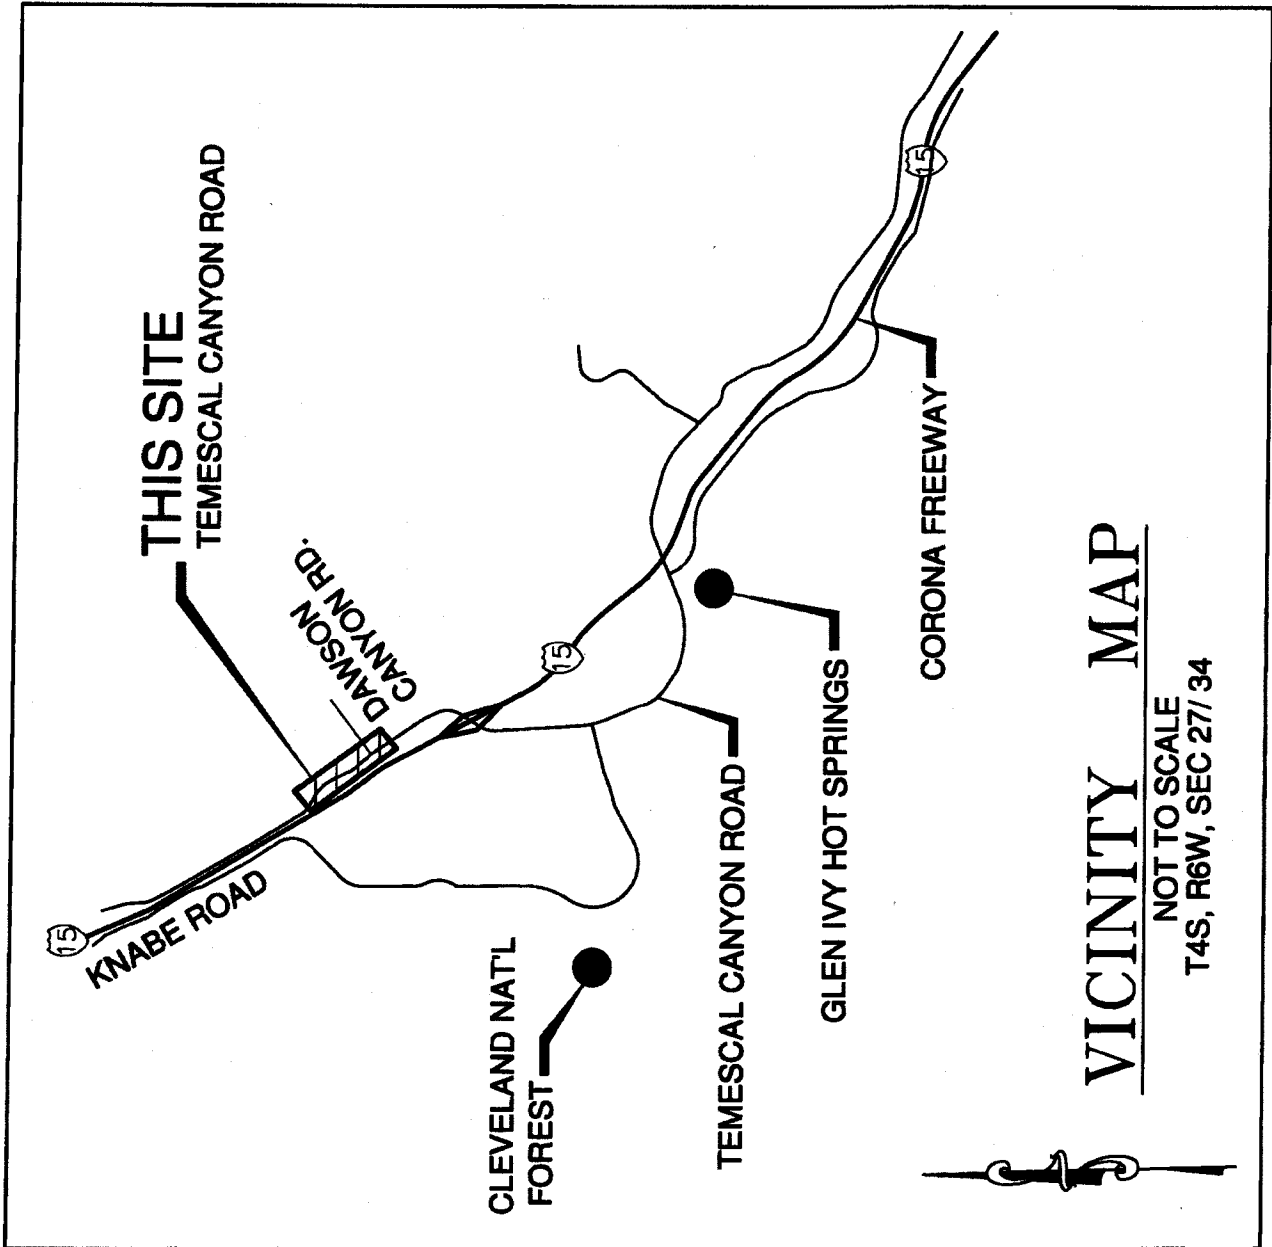 THIS SITE
TEMESCAL CANYON ROAD
DAWSON
CANYON RD.
15
KNABE ROAD
15
15
CLEVELAND NAT'L
FOREST
TEMESCAL CANYON ROAD
GLEN IVY HOT SPRINGS
CORONA FREEWAY
VICINITY MAP
NOT TO SCALE
T4S, R6W, SEC 27/34